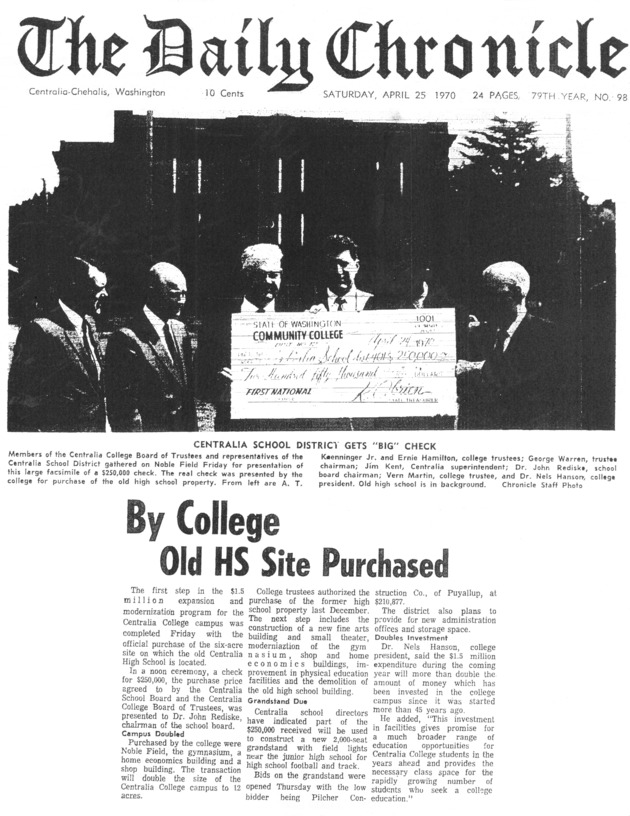 The Daily Chronicle
Centralia-Chehalis, Washington 10 Cents SATURDAY, APRIL 25 1970 24 PAGES, 79TH YEAR, NO. 98
STATE OF WASHINGTON
1001
COMMUNITY COLLEGE
April 24 1970
School dist 401 $ 250,000
Two Hundred fifty thousand
FIRST NATIONAL
CENTRALIA SCHOOL DISTRICT GETS "BIG" CHECK
Members of the Centralia College Board of Trustees and representatives of the
Centralia School District gathered on Noble Field Friday for presentation of
this large facsimile of a $250,000 check. The real check was presented by the
college for purchase of the old high school property. From left are A. T.
Kuenninger Jr. and Ernie Hamilton, college trustees; George Warren, trustee
chairman; Jim Kent, Centralia superintendent; Dr. John Rediske, school
board chairman; Vern Martin, college trustee, and Dr. Nels Hanson, college
president. Old high school is in background. Chronicle Staff Photo
By College
Old HS Site Purchased
The first step in the $1.5
million expansion and
modernization program for the
Centralia College campus was
completed Friday with the
official purchase of the six-acre
site on which the old Centralia
High School is located.
In a noon ceremony, a check
for $250,000, the purchase price
agreed to by the Centralia
School Board and the Centralia
College Board of Trustees, was
presented to Dr. John Rediske,
chairman of the school board.
Campus Doubled
Purchased by the college were
Noble Field, the gymnasium, a
home economics building and a
shop building. The transaction
will double the size of the
Centralia College campus to 12
acres.
College trustees authorized the
purchase of the former high
school property last December.
The next step includes the
construction of a new fine arts
building and small theater,
moderniaztion of the gym
nasium, shop and home
economics buildings, im-
provement in physical education
facilities and the demolition of
the old high school building.
Grandstand Due
Centralia school directors
have indicated part of the
$250,000 received will be used
to construct a new 2,000-seat
grandstand with field lights
near the junior high school for
high school football and track.
Bids on the grandstand were
opened Thursday with the low
bidder being Pilcher Con-
struction Co., of Puyallup, at
$210,877.
The district also plans to
provide for new administration
offices and storage space.
Doubles Investment
Dr. Nels Hanson, college
president, said the $1.5 million
expenditure during the coming
year will more than double the
amount of money which has
been invested in the college
campus since it was started
more than 45 years ago.
He added, "This investment
in facilities gives promise for
a much broader range of
education opportunities for
Centralia College students in the
years ahead and provides the
necessary class space for the
rapidly growing number of
students who seek a college
education."